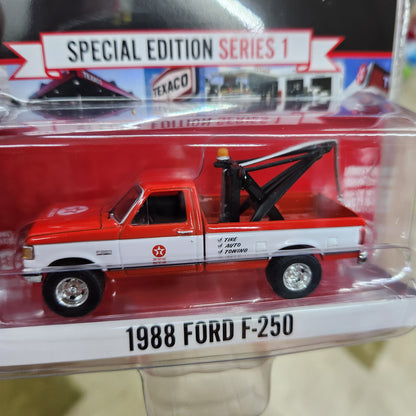 SPECIAL EDITION SERIES 1
TEXACO
TIRE
AUTO
TOWING
1988 FORD F-250